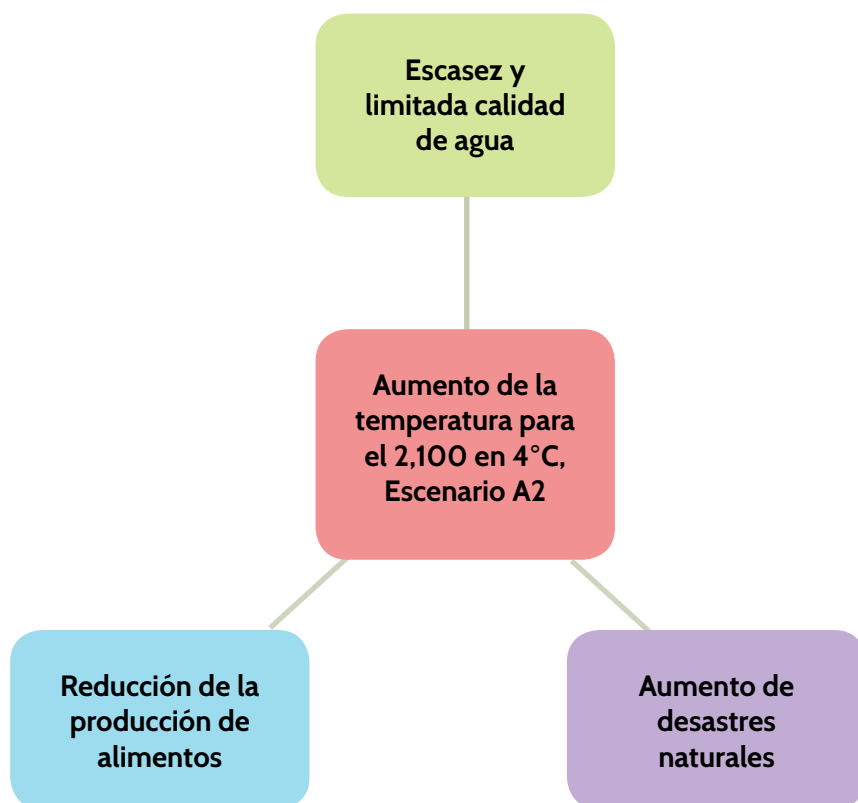 Escasez y
limitada calidad
de agua
Aumento de la
temperatura para
el 2,100 en 4°C,
Escenario A2
Reducción de la
producción de
alimentos
Aumento de
desastres
naturales